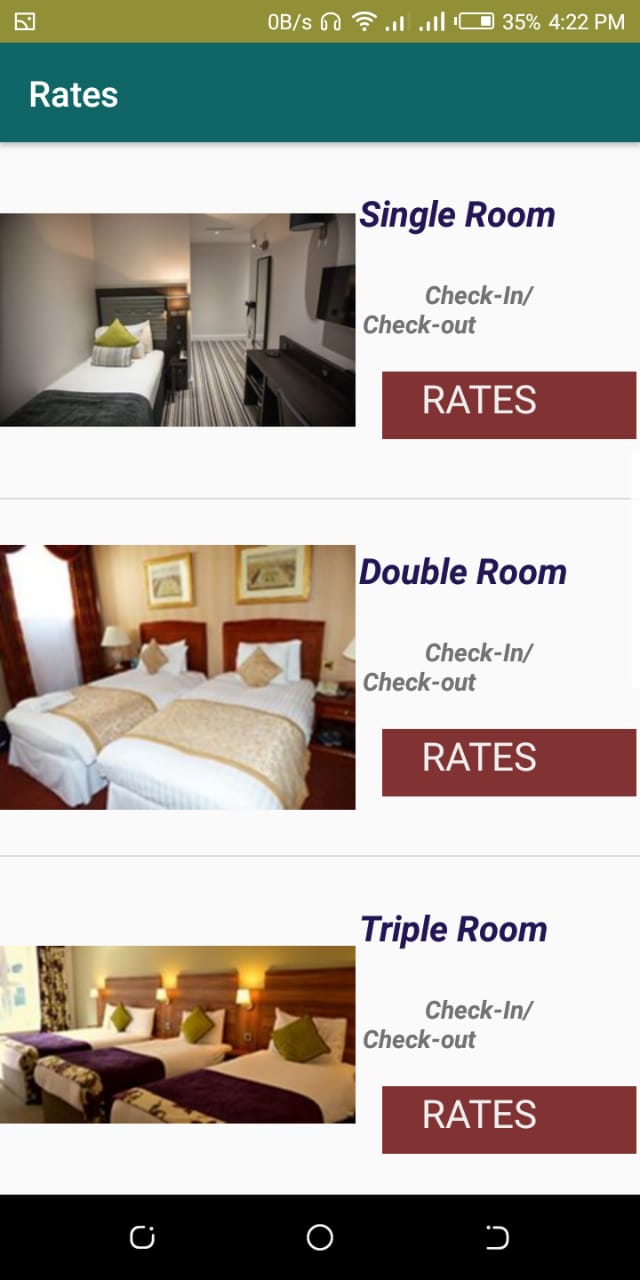 0B/s 35% 4:22 PM
Rates
Single Room
Check-In/
Check-out
RATES
Double Room
Check-In/
Check-out
RATES
Triple Room
Check-In/
Check-out
RATES